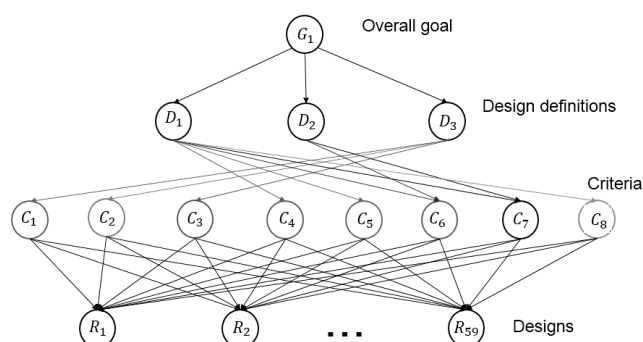 G₁ Overall goal
D₁ D₂ D₃ Design definitions
Criteria
C₁ C₂ C₃ C₄ C₅ C₆ C₇ C₈
R₁ R₂ ... R₅₉ Designs